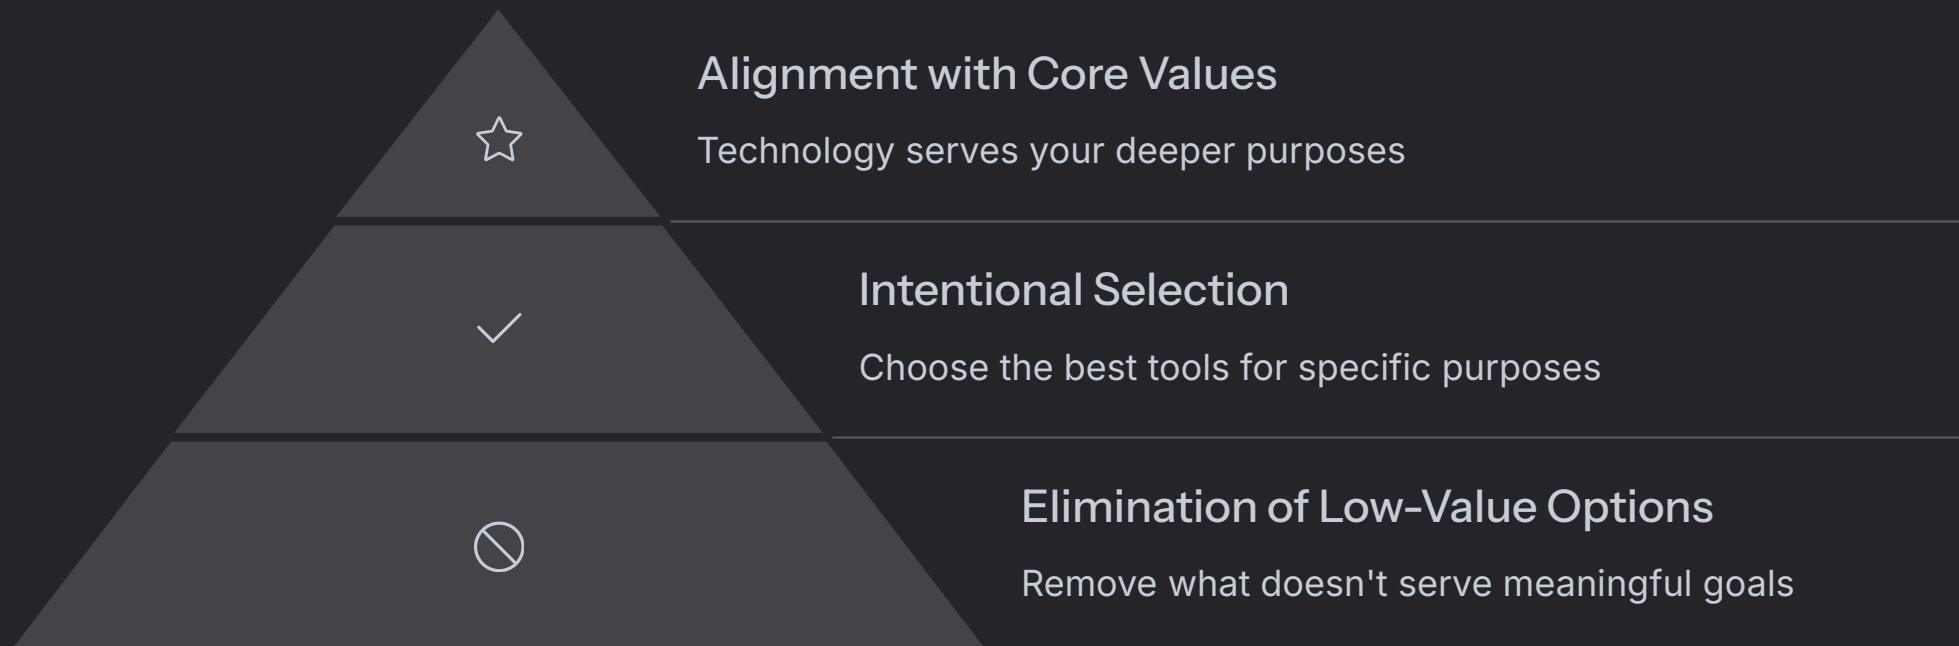 Alignment with Core Values
Technology serves your deeper purposes
Intentional Selection
Choose the best tools for specific purposes
Elimination of Low-Value Options
Remove what doesn't serve meaningful goals